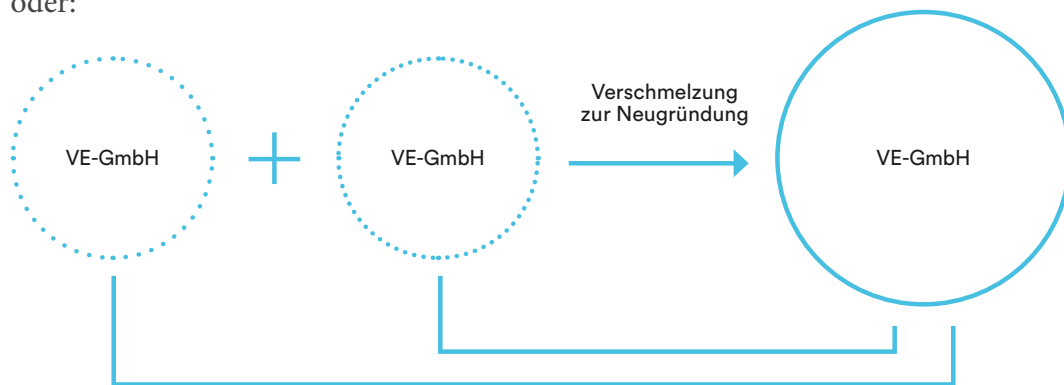 oder:
Verschmelzung
zur Neugründung
VE-GmbH
VE-GmbH
VE-GmbH